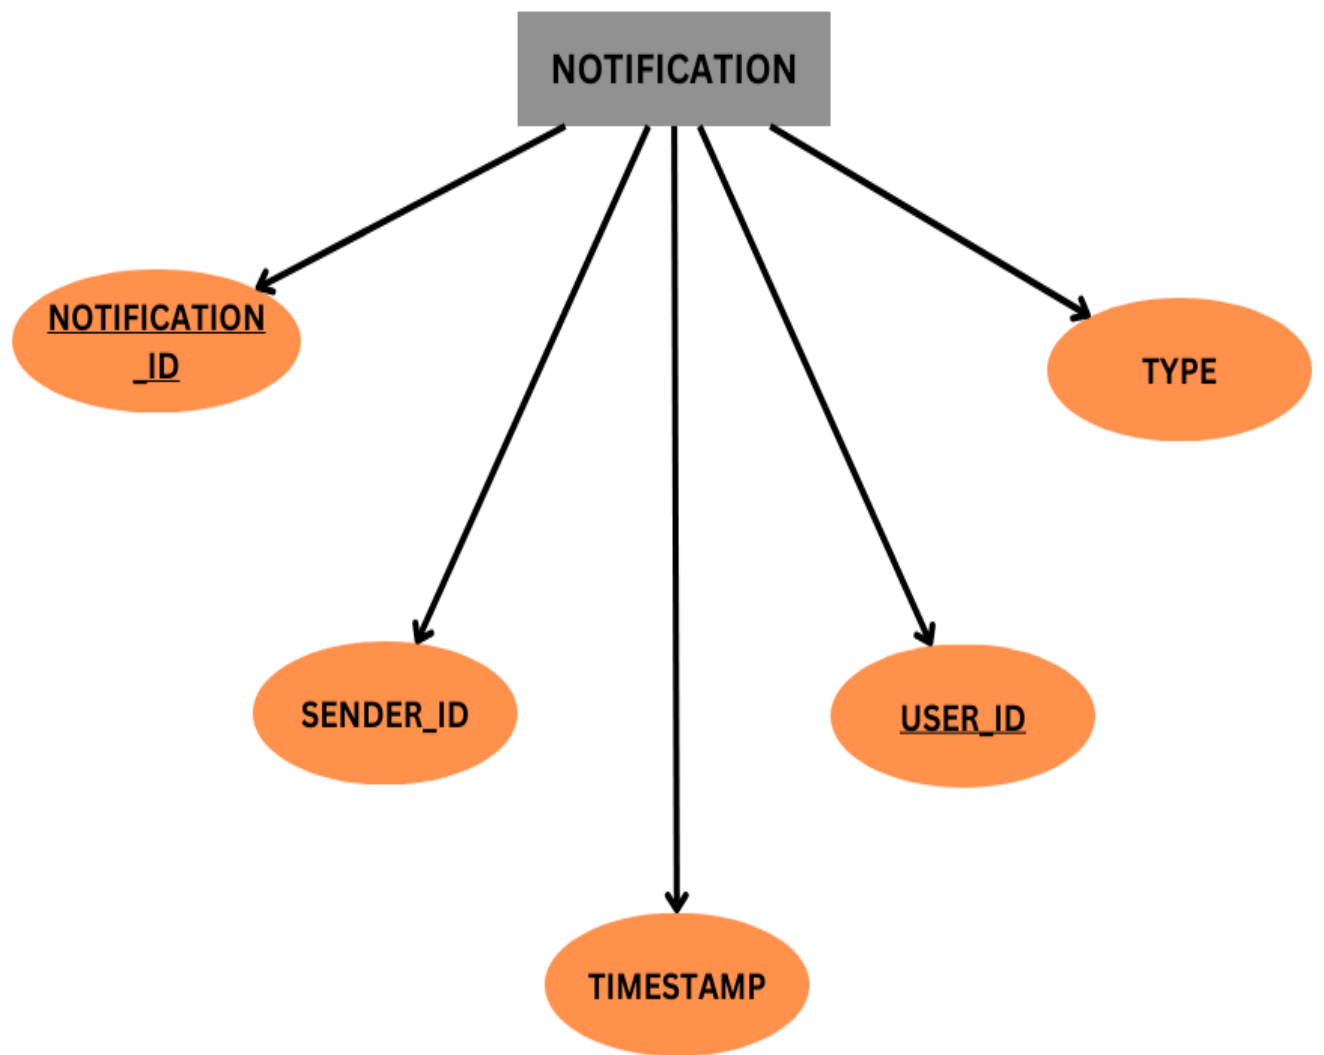 NOTIFICATION
NOTIFICATION
_ID
TYPE
SENDER_ID
USER_ID
TIMESTAMP